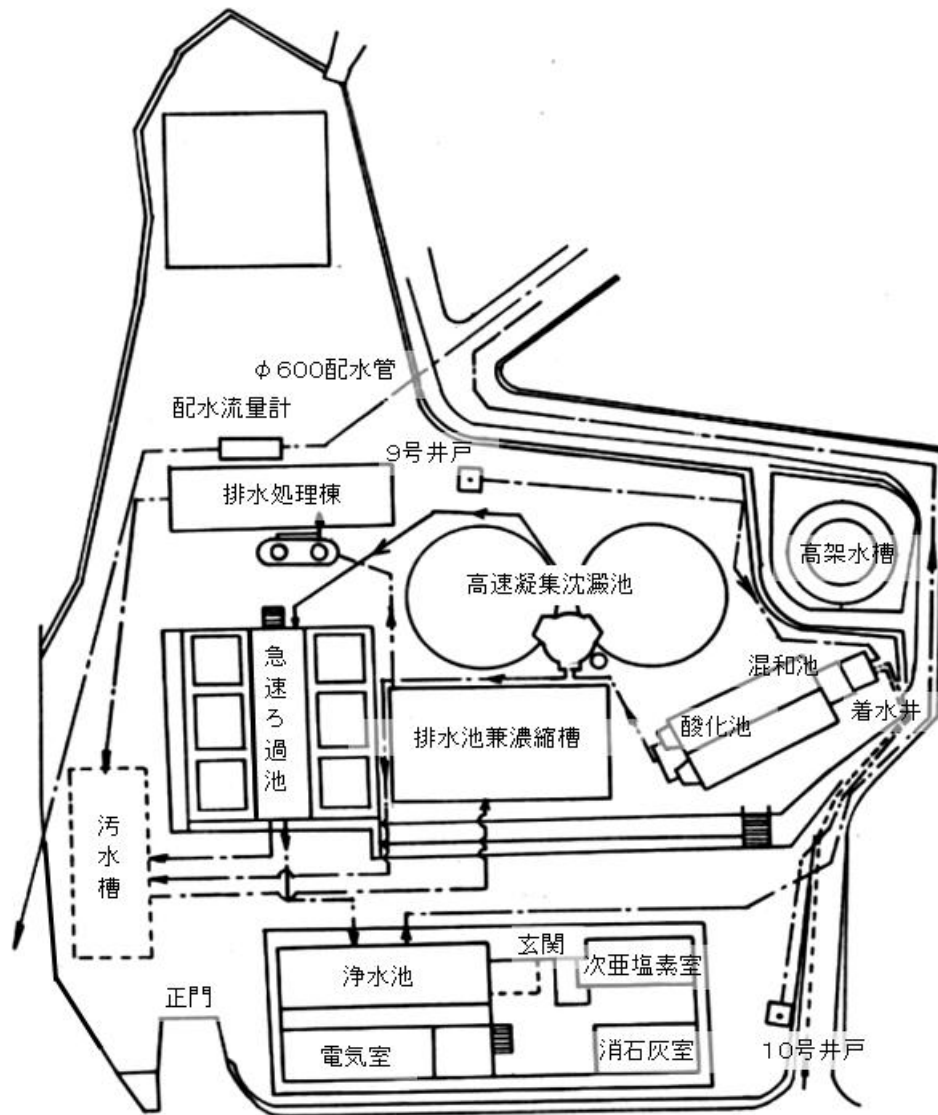 φ600配水管
配水流量計
9号井戸
排水処理棟
高架水槽
高速凝集沈澱池
急速ろ過池
混和池
着水井
酸化池
排水池兼濃縮槽
汚水槽
玄関
浄水池
次亜塩素室
正門
電気室
消石灰室
10号井戸